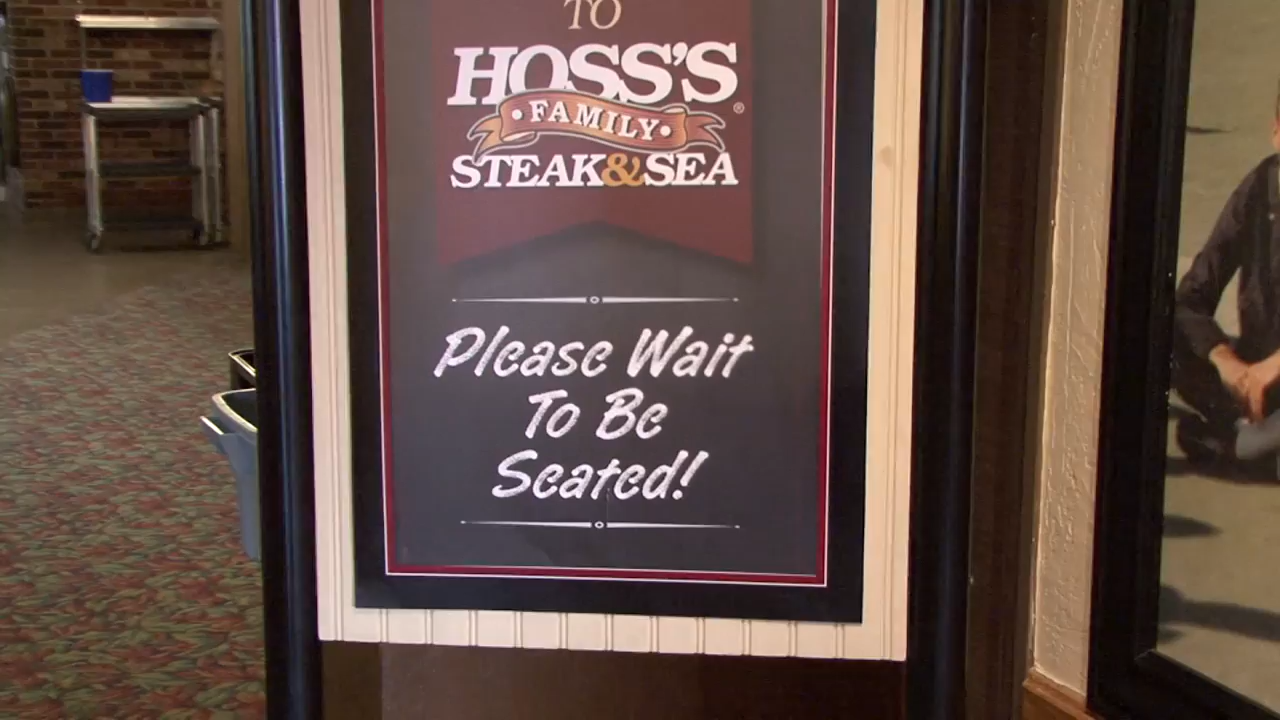 TO
HOSS'S
®
• FAMILY •
STEAK&SEA
Please Wait
To Be
Seated!